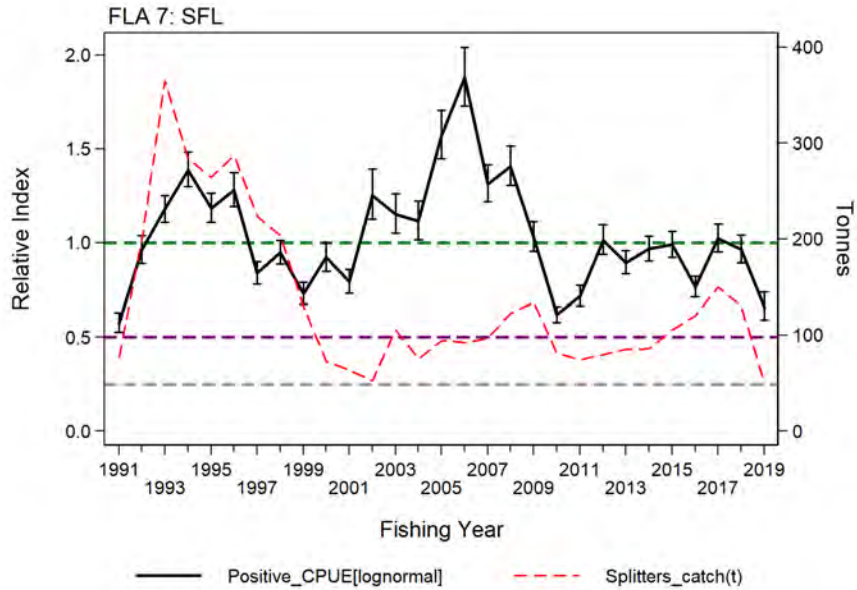 FLA 7: SFL
2.0
1.5
1.0
0.5
0.0
Relative Index
400
300
200
100
0
Tonnes
1991 1995 1999 2003 2007 2011 2015 2019
1993 1997 2001 2005 2009 2013 2017
Fishing Year
Positive_CPUE[lognormal] Splitters_catch(t)